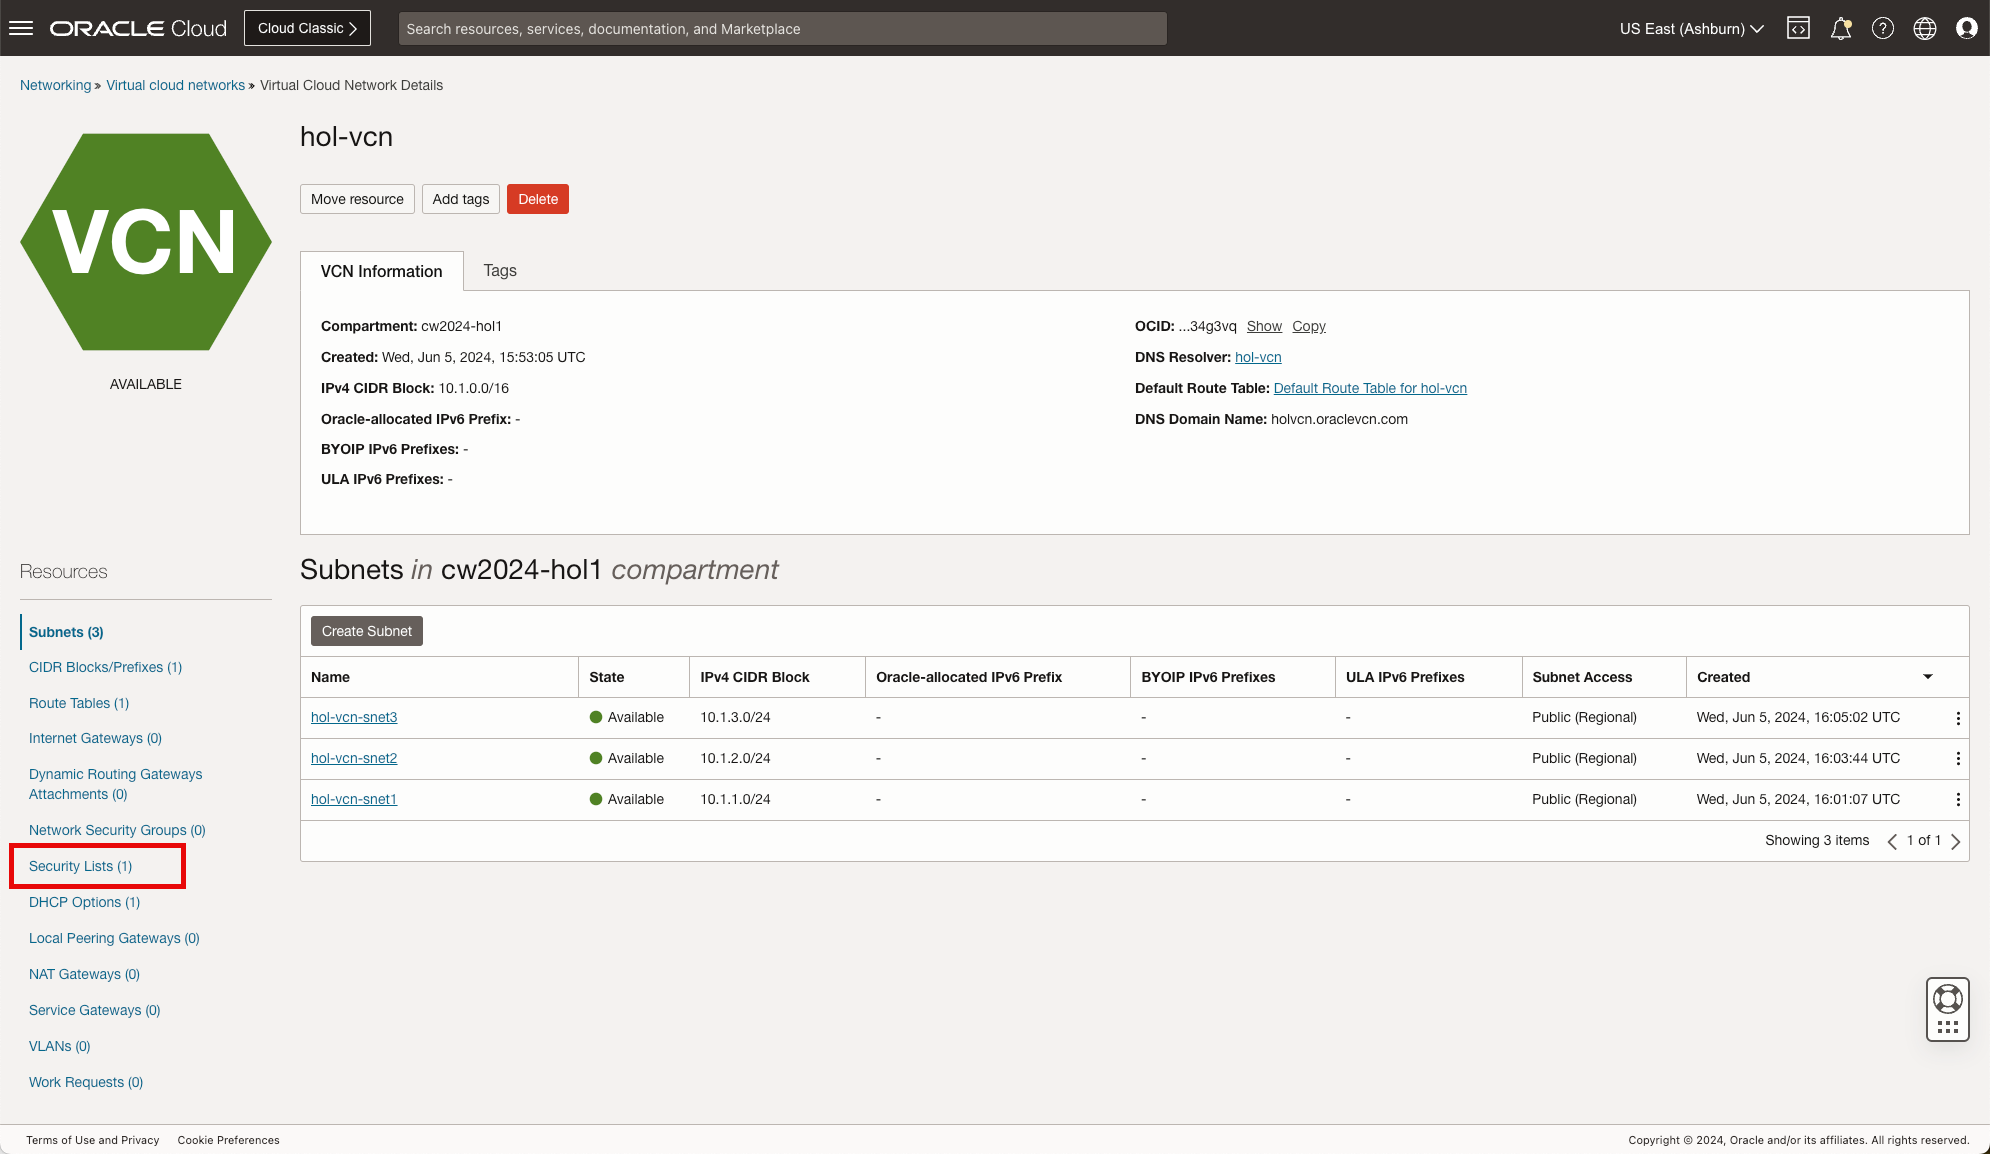 ORACLE Cloud
Cloud Classic
Search resources, services, documentation, and Marketplace
US East (Ashburn)
Networking » Virtual cloud networks » Virtual Cloud Network Details
VCN
AVAILABLE
hol-vcn
Move resource
Add tags
Delete
VCN Information
Tags
Compartment: cw2024-hol1
Created: Wed, Jun 5, 2024, 15:53:05 UTC
IPv4 CIDR Block: 10.1.0.0/16
Oracle-allocated IPv6 Prefix: -
BYOIP IPv6 Prefixes: -
ULA IPv6 Prefixes: -
OCID: ...34g3vq Show Copy
DNS Resolver: hol-vcn
Default Route Table: Default Route Table for hol-vcn
DNS Domain Name: holvcn.oraclevcn.com
Resources
Subnets (3)
CIDR Blocks/Prefixes (1)
Route Tables (1)
Internet Gateways (0)
Dynamic Routing Gateways
Attachments (0)
Network Security Groups (0)
Security Lists (1)
DHCP Options (1)
Local Peering Gateways (0)
NAT Gateways (0)
Service Gateways (0)
VLANs (0)
Work Requests (0)
Subnets in cw2024-hol1 compartment
Create Subnet
Name State IPv4 CIDR Block Oracle-allocated IPv6 Prefix BYOIP IPv6 Prefixes ULA IPv6 Prefixes Subnet Access Created
hol-vcn-snet3 Available 10.1.3.0/24 - - - Public (Regional) Wed, Jun 5, 2024, 16:05:02 UTC
hol-vcn-snet2 Available 10.1.2.0/24 - - - Public (Regional) Wed, Jun 5, 2024, 16:03:44 UTC
hol-vcn-snet1 Available 10.1.1.0/24 - - - Public (Regional) Wed, Jun 5, 2024, 16:01:07 UTC
Showing 3 items 1 of 1
Terms of Use and Privacy Cookie Preferences
Copyright © 2024, Oracle and/or its affiliates. All rights reserved.